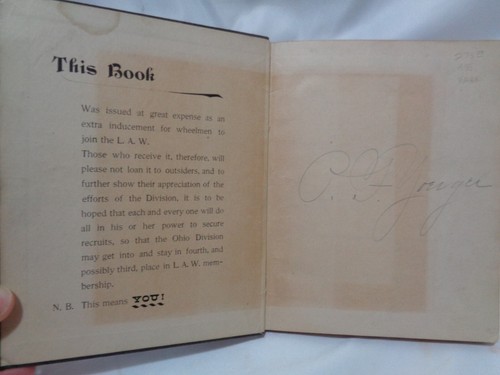 This Book
Was issued at great expense as an
extra inducement for wheelmen to
join the L. A. W.
Those who receive it, therefore, will
please not loan it to outsiders, and to
further show their appreciation of the
efforts of the Division, it is to be
hoped that each and every one will do
all in his or her power to secure
recruits, so that the Ohio Division
may get into and stay in fourth, and
possibly third, place in L. A. W. mem-
bership.
N. B. This means YOU!